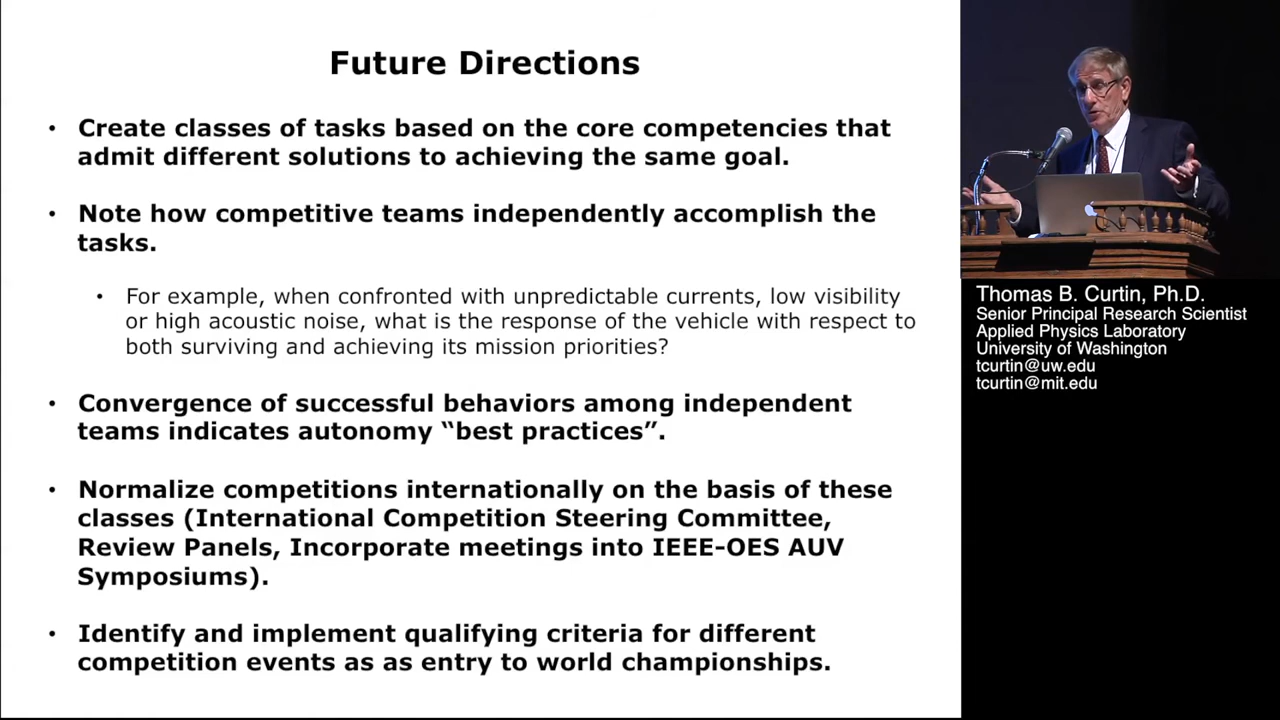 Future Directions
• Create classes of tasks based on the core competencies that
admit different solutions to achieving the same goal.
• Note how competitive teams independently accomplish the
tasks.
• For example, when confronted with unpredictable currents, low visibility
or high acoustic noise, what is the response of the vehicle with respect to
both surviving and achieving its mission priorities?
• Convergence of successful behaviors among independent
teams indicates autonomy “best practices”.
• Normalize competitions internationally on the basis of these
classes (International Competition Steering Committee,
Review Panels, Incorporate meetings into IEEE-OES AUV
Symposiums).
• Identify and implement qualifying criteria for different
competition events as as entry to world championships.
Thomas B. Curtin, Ph.D.
Senior Principal Research Scientist
Applied Physics Laboratory
University of Washington
tcurtin@uw.edu
tcurtin@mit.edu